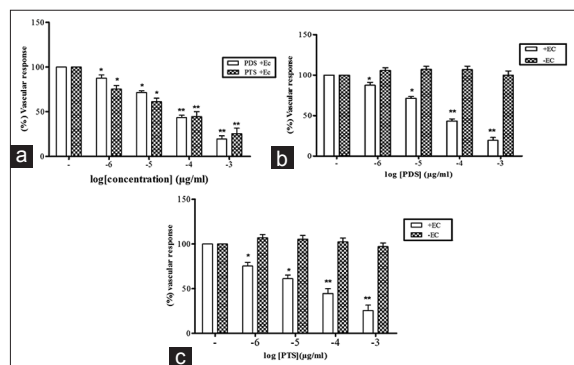 (%) Vascular response
150
100
50
0
PDS +Ec
PTS +Ec
* * * * ** ** ** **
- -6 -5 -4 -3
log[concentration] (µg/ml)
a
(%) Vascular response
150
100
50
0
+EC
-EC
* * ** **
- -6 -5 -4 -3
log [PDS] (µg/ml)
b
(%) vascular response
150
100
50
0
+EC
-EC
* * ** **
- -6 -5 -4 -3
log [PTS](µg/ml)
c